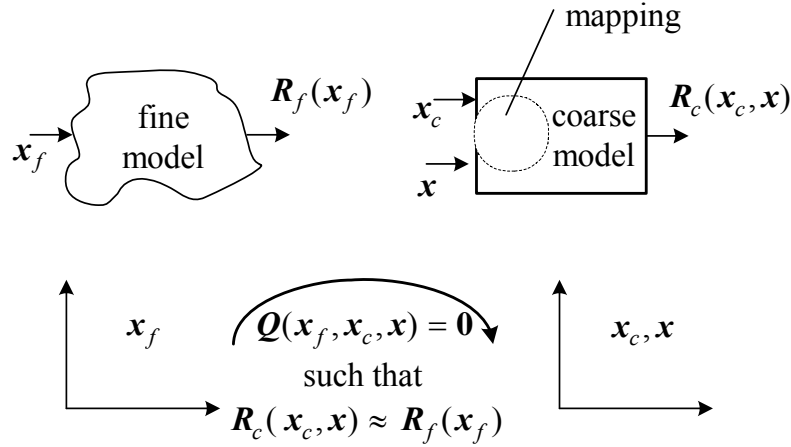 mapping
R_f(x_f)
fine
model
x_f
x_c
x
coarse
model
R_c(x_c, x)
x_f
Q(x_f, x_c, x) = 0
such that
R_c(x_c, x) ≈ R_f(x_f)
x_c, x